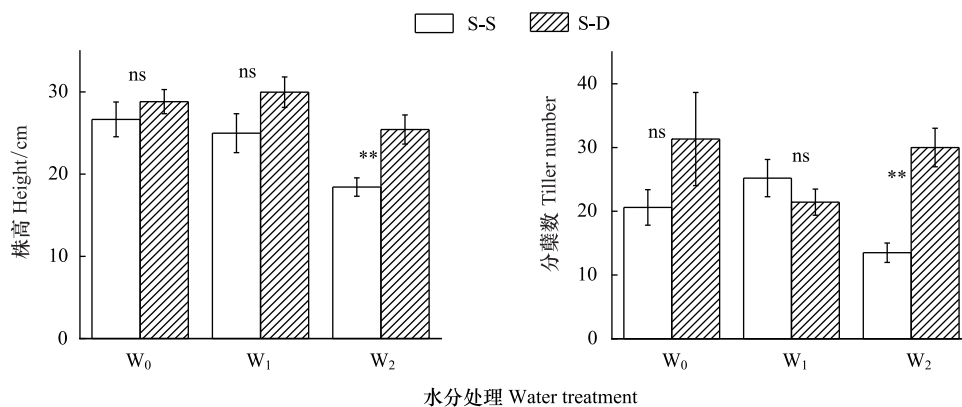 S-S S-D
株高 Height/cm
30
20
10
0
ns
ns
**
W₀ W₁ W₂
分蘖数 Tiller number
40
30
20
10
0
ns
ns
**
W₀ W₁ W₂
水分处理 Water treatment